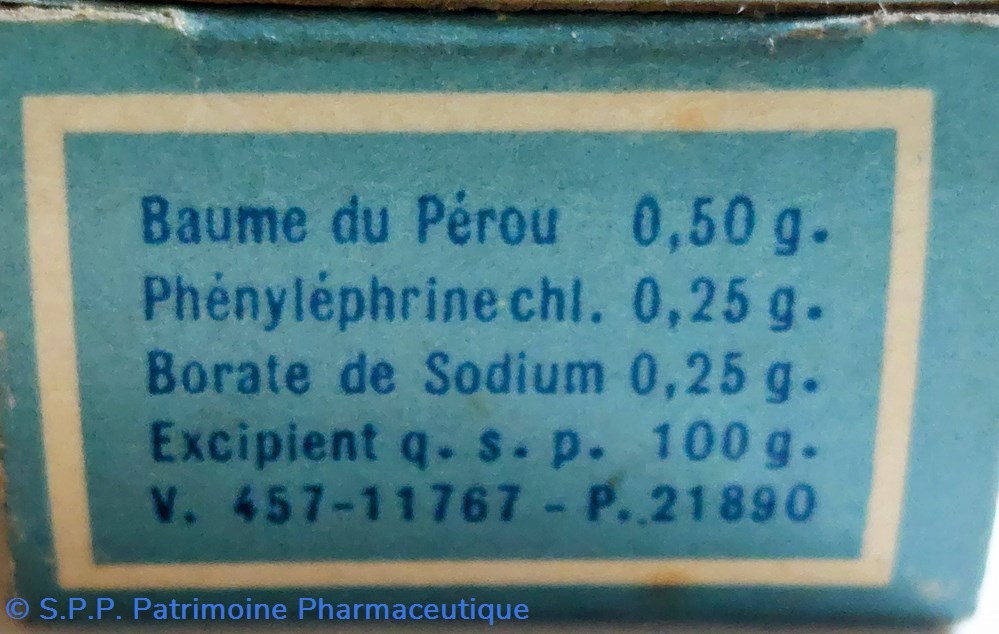 Baume du Pérou 0,50 g.
Phényléphrine chl. 0,25 g.
Borate de Sodium 0,25 g.
Excipient q. s. p. 100 g.
V. 457-11767 - P. 21890
© S.P.P. Patrimoine Pharmaceutique